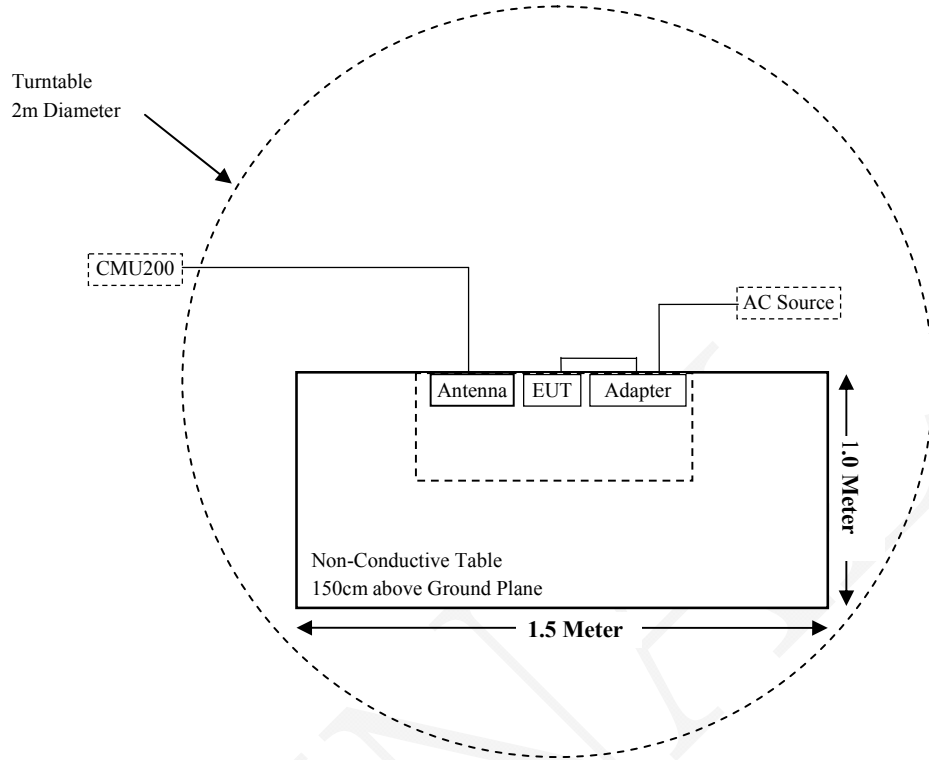 Turntable
2m Diameter
CMU200
AC Source
Antenna
EUT
Adapter
1.0 Meter
Non-Conductive Table
150cm above Ground Plane
1.5 Meter